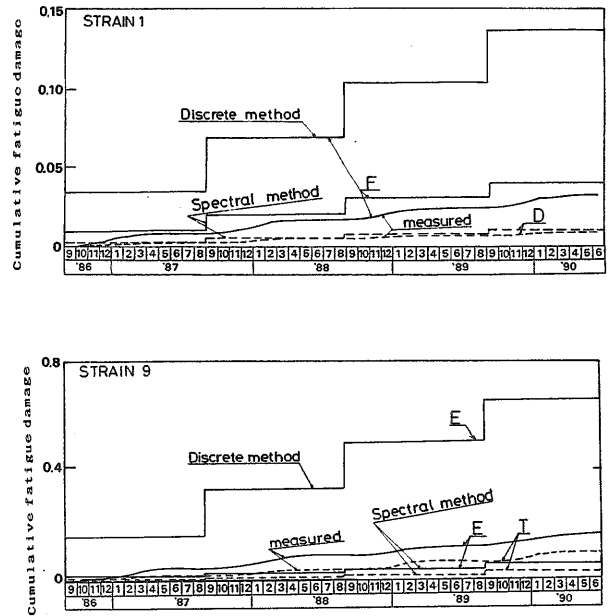 0.15
STRAIN 1
Cumulative fatigue damage
0.10
Discrete method
0.05
Spectral method
measured
D
0
9 10 11 12 1 2 3 4 5 6 7 8 9 10 11 12 1 2 3 4 5 6 7 8 9 10 11 12 1 2 3 4 5 6 7 8 9 10 11 12 1 2 3 4 5 6
'86 '87 '88 '89 '90
0.8
STRAIN 9
Cumulative fatigue damage
E
Discrete method
0.4
Spectral method
measured
E
0
9 10 11 12 1 2 3 4 5 6 7 8 9 10 11 12 1 2 3 4 5 6 7 8 9 10 11 12 1 2 3 4 5 6 7 8 9 10 11 12 1 2 3 4 5 6
'86 '87 '88 '89 '90